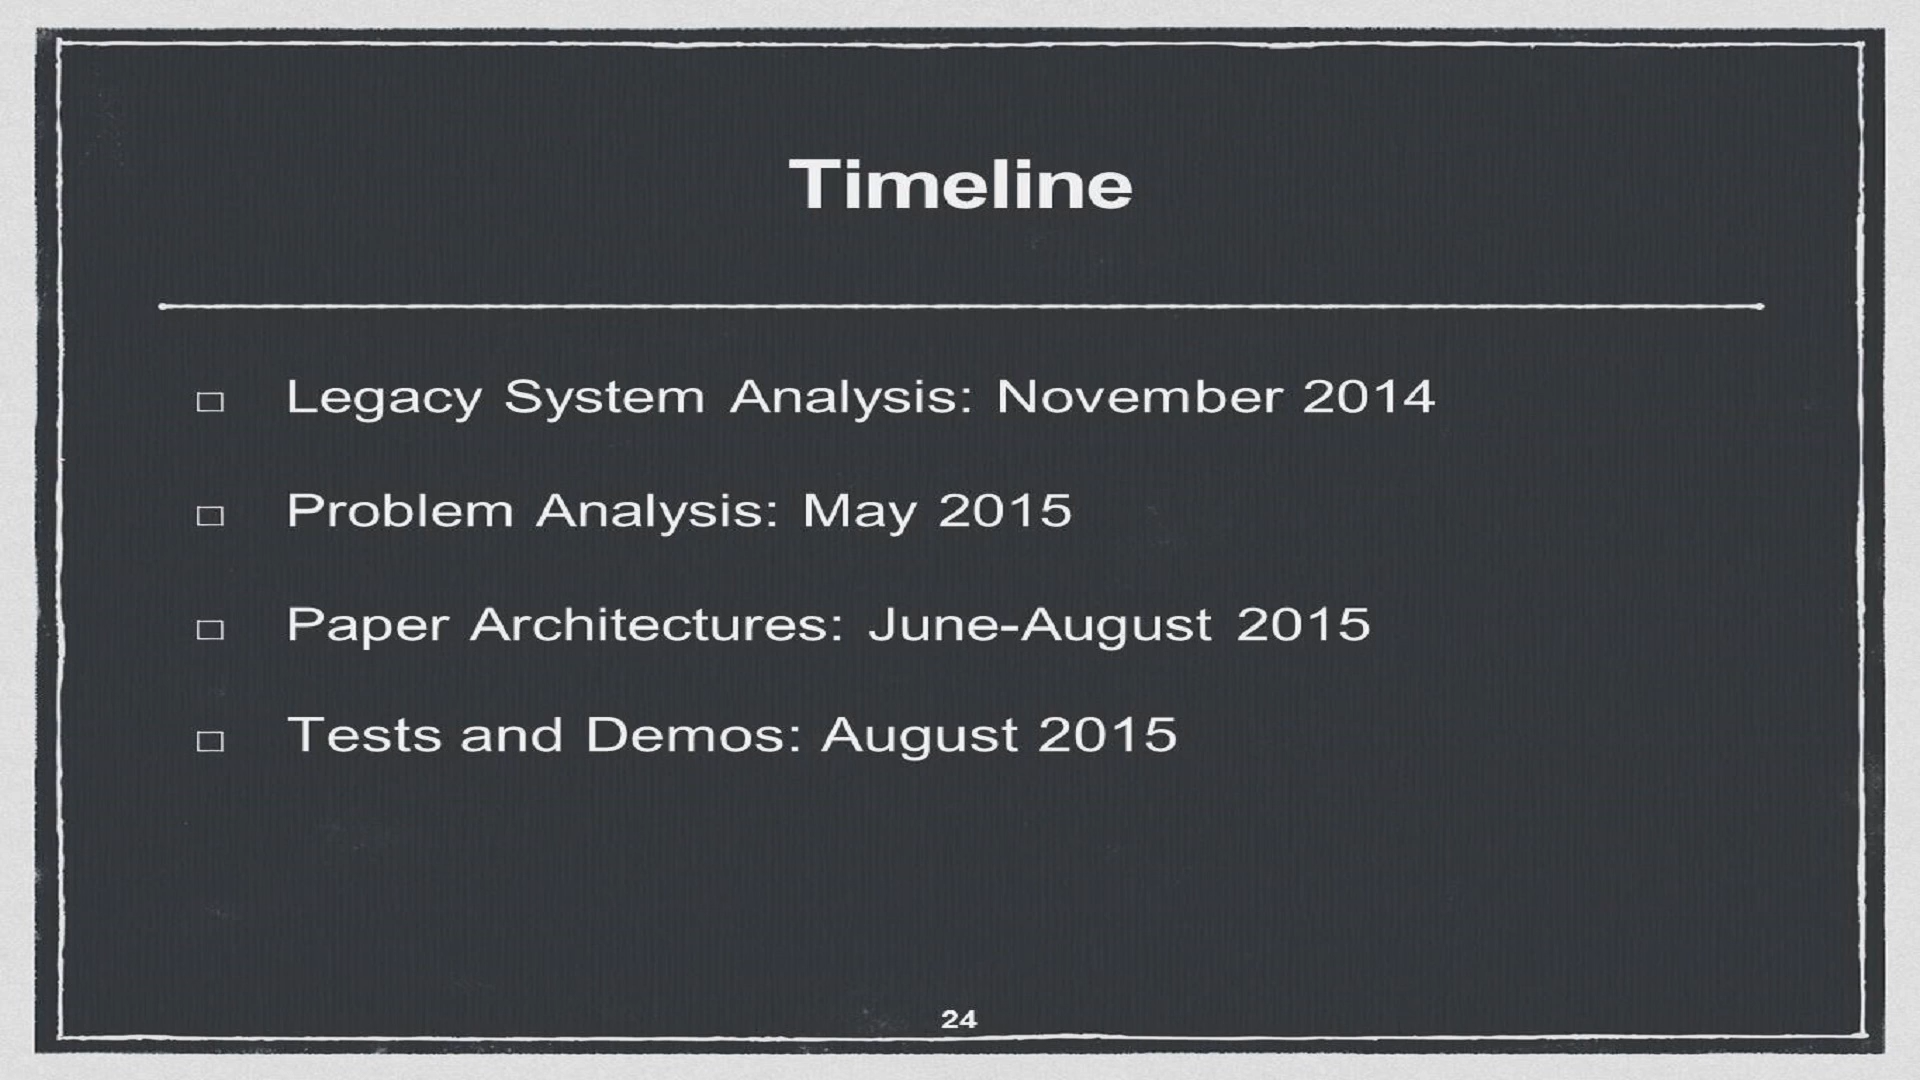 Timeline
Legacy System Analysis: November 2014
Problem Analysis: May 2015
Paper Architectures: June-August 2015
Tests and Demos: August 2015
24